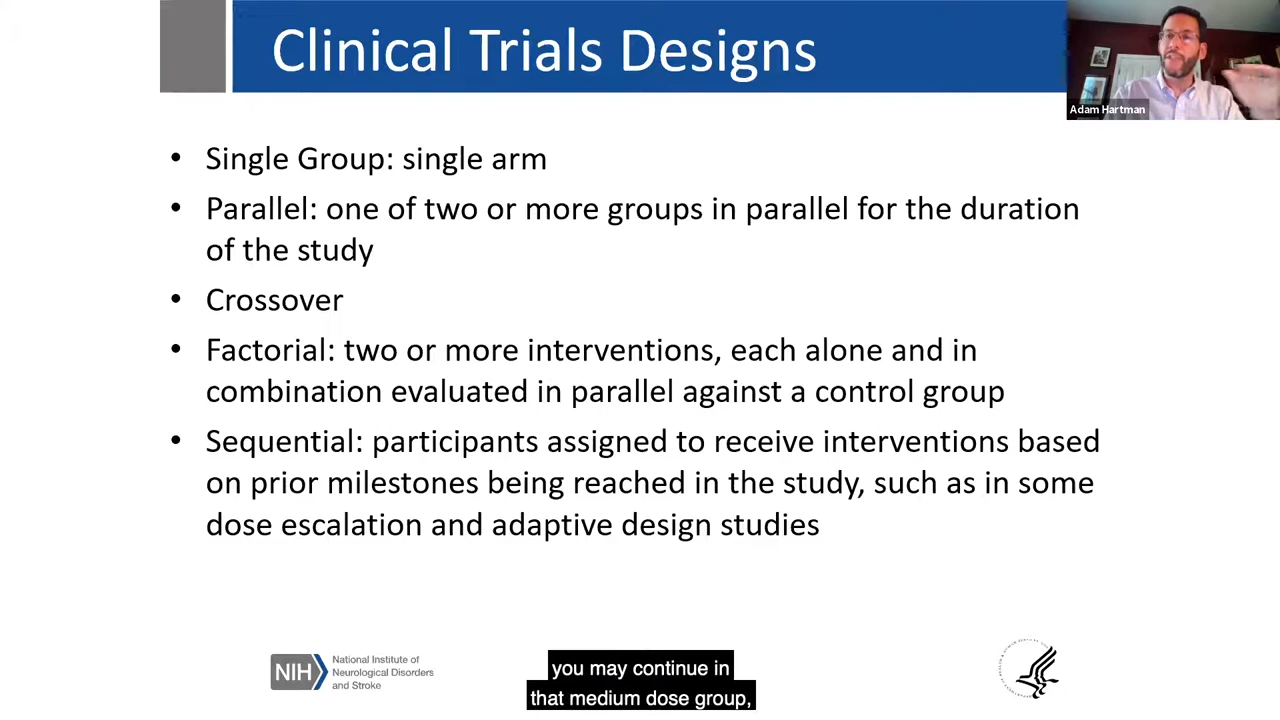 Clinical Trials Designs
Adam Hartman
• Single Group: single arm
• Parallel: one of two or more groups in parallel for the duration
of the study
• Crossover
• Factorial: two or more interventions, each alone and in
combination evaluated in parallel against a control group
• Sequential: participants assigned to receive interventions based
on prior milestones being reached in the study, such as in some
dose escalation and adaptive design studies
NIH
National Institute of
Neurological Disorders
and Stroke
you may continue in
that medium dose group,